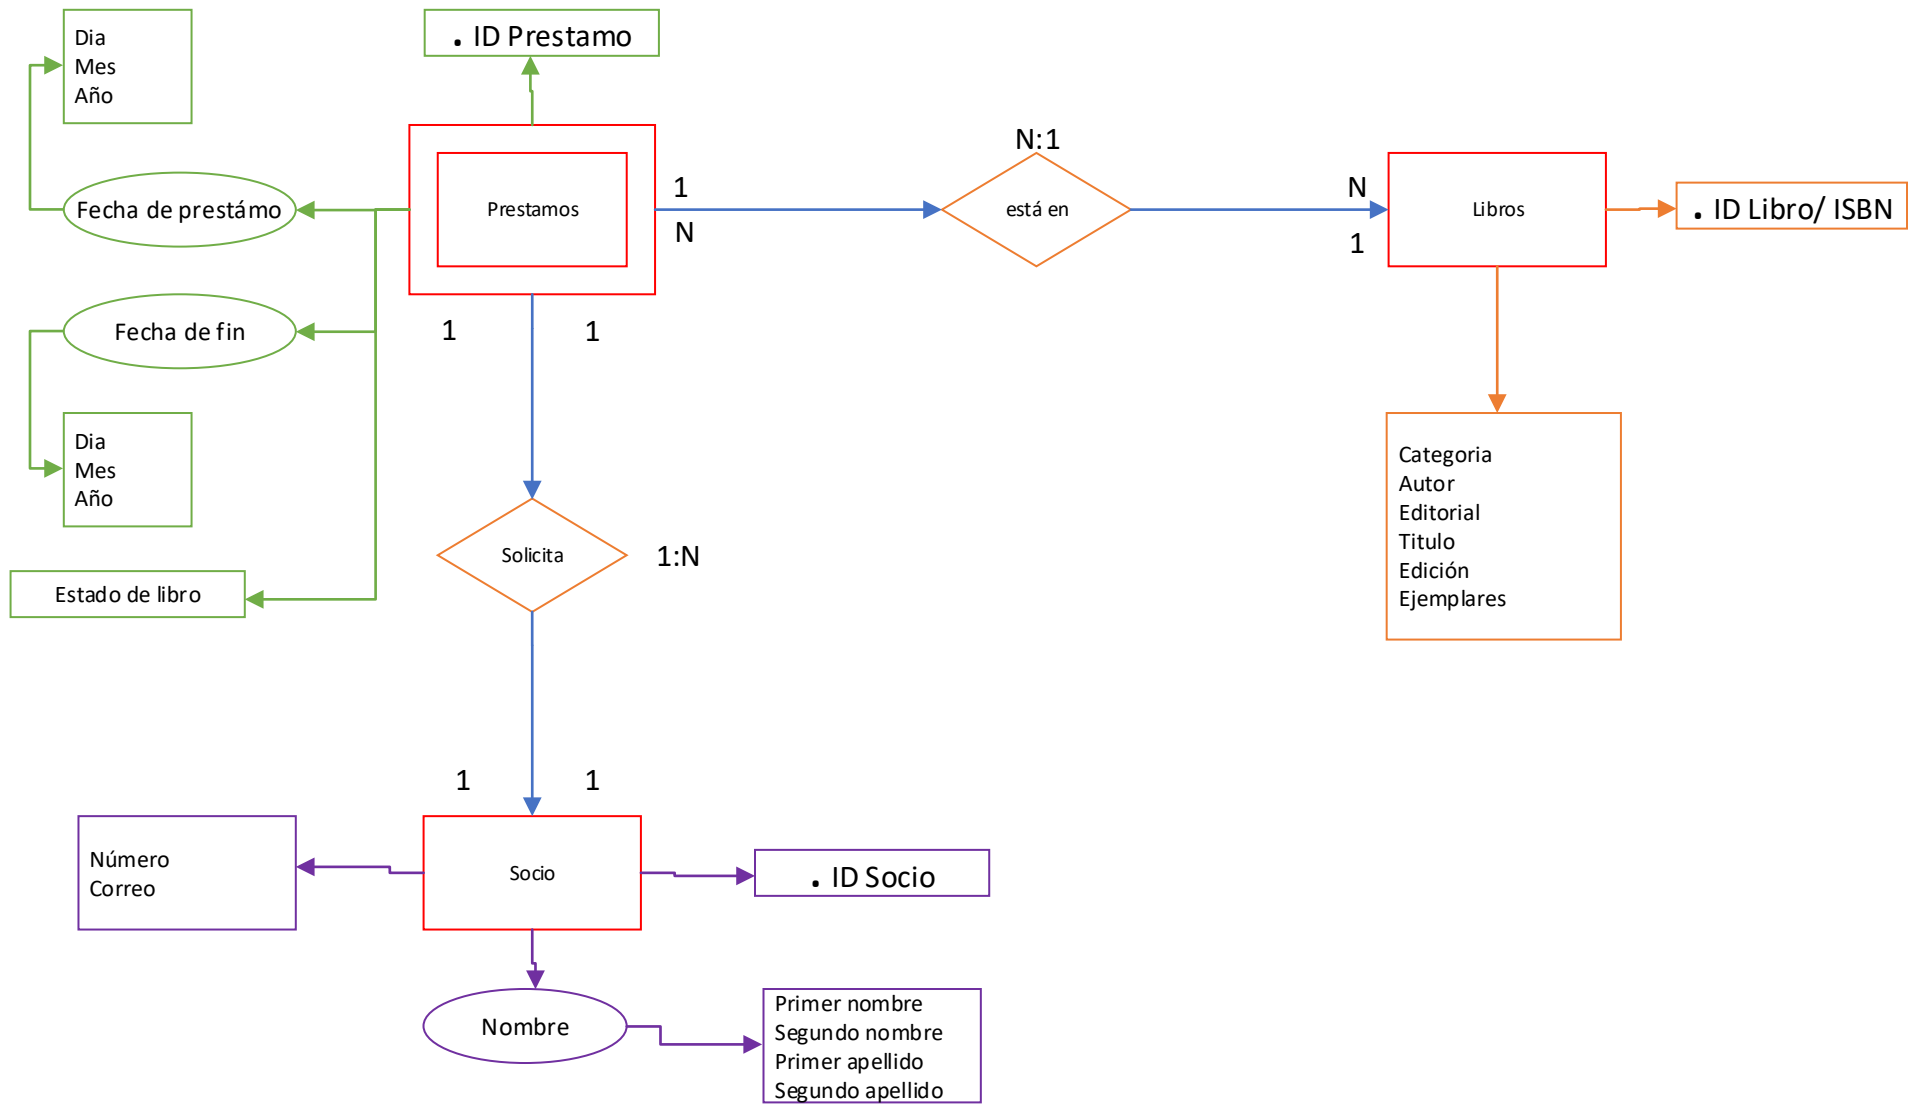 Dia
Mes
Año
. ID Prestamo
Fecha de prestámo
Prestamos
1
N
N:1
está en
N
1
Libros
. ID Libro/ ISBN
Fecha de fin
1
1
Dia
Mes
Año
Categoria
Autor
Editorial
Titulo
Edición
Ejemplares
Solicita
1:N
Estado de libro
1
1
Número
Correo
Socio
. ID Socio
Nombre
Primer nombre
Segundo nombre
Primer apellido
Segundo apellido